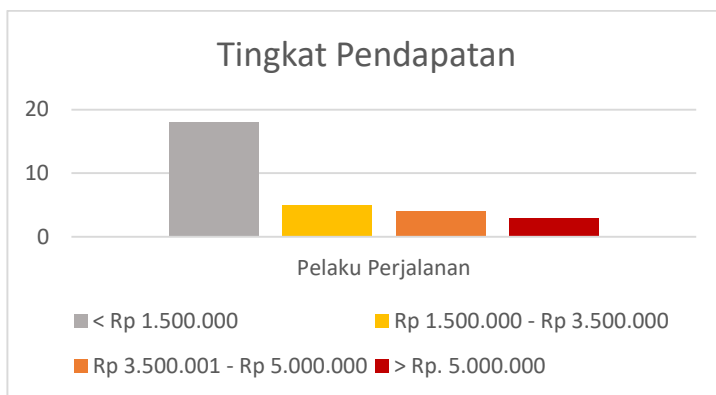 Tingkat Pendapatan
20
10
0
Pelaku Perjalanan
< Rp 1.500.000
Rp 1.500.000 - Rp 3.500.000
Rp 3.500.001 - Rp 5.000.000
> Rp. 5.000.000